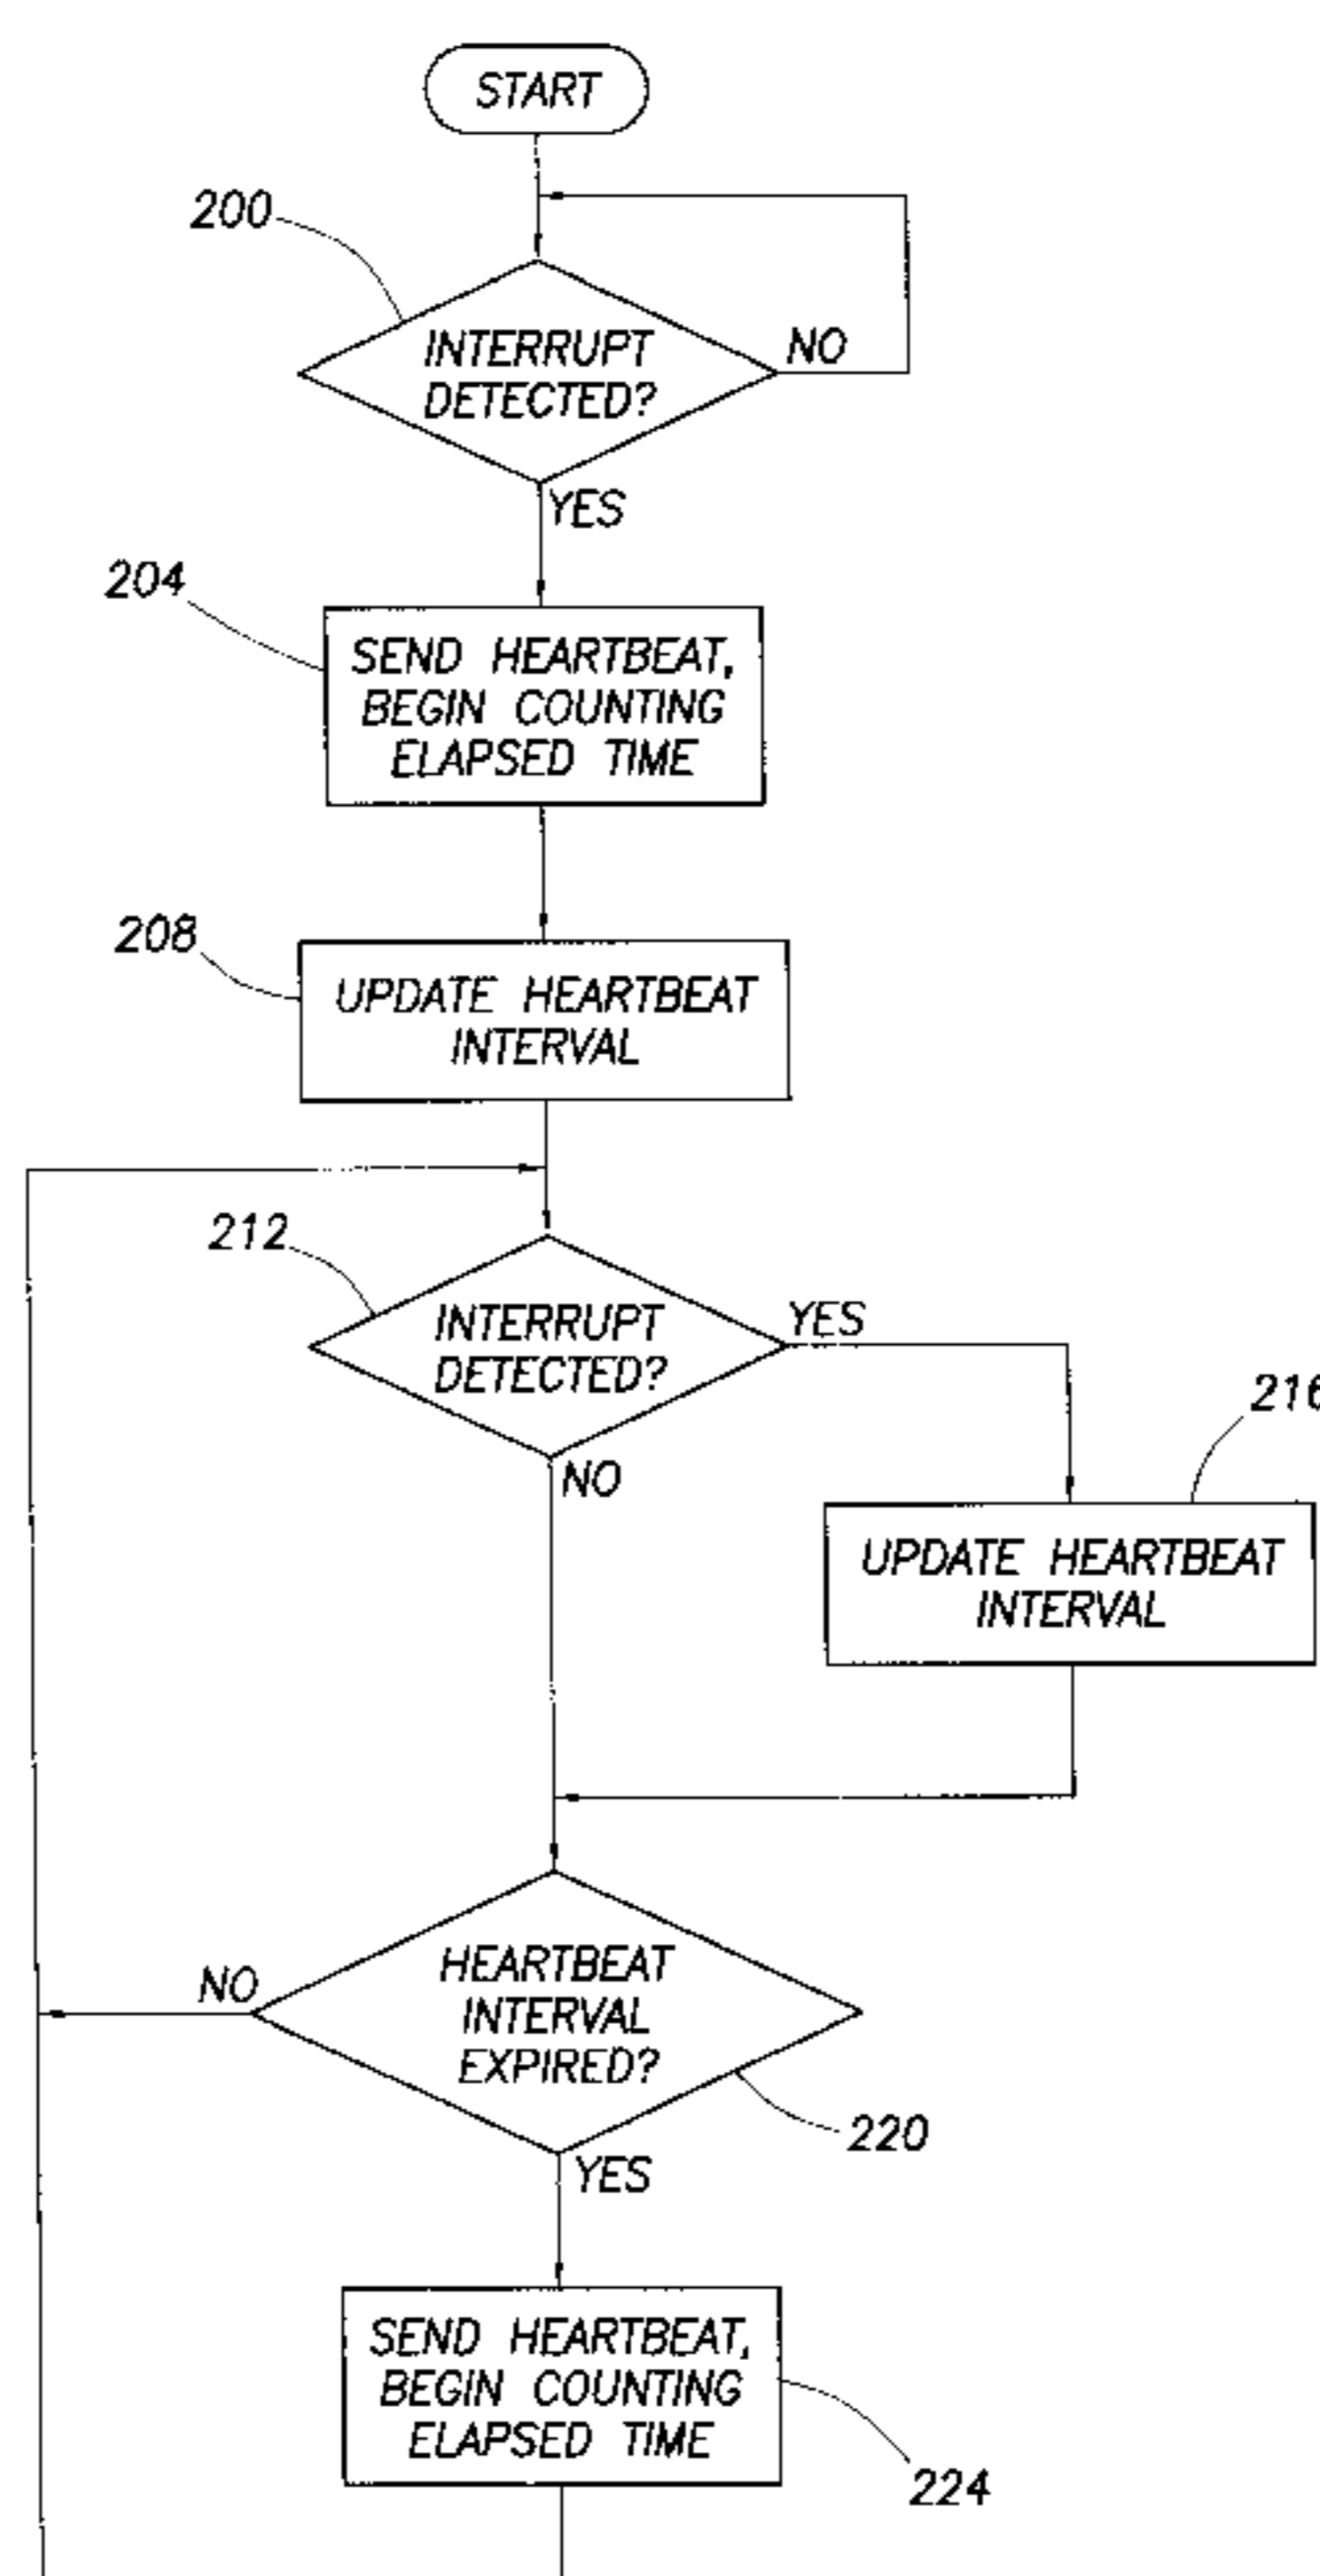 START
200
INTERRUPT
DETECTED?
NO
YES
204
SEND HEARTBEAT,
BEGIN COUNTING
ELAPSED TIME
208
UPDATE HEARTBEAT
INTERVAL
212
INTERRUPT
DETECTED?
YES
NO
216
UPDATE HEARTBEAT
INTERVAL
HEARTBEAT
INTERVAL
EXPIRED?
NO
220
YES
SEND HEARTBEAT,
BEGIN COUNTING
ELAPSED TIME
224